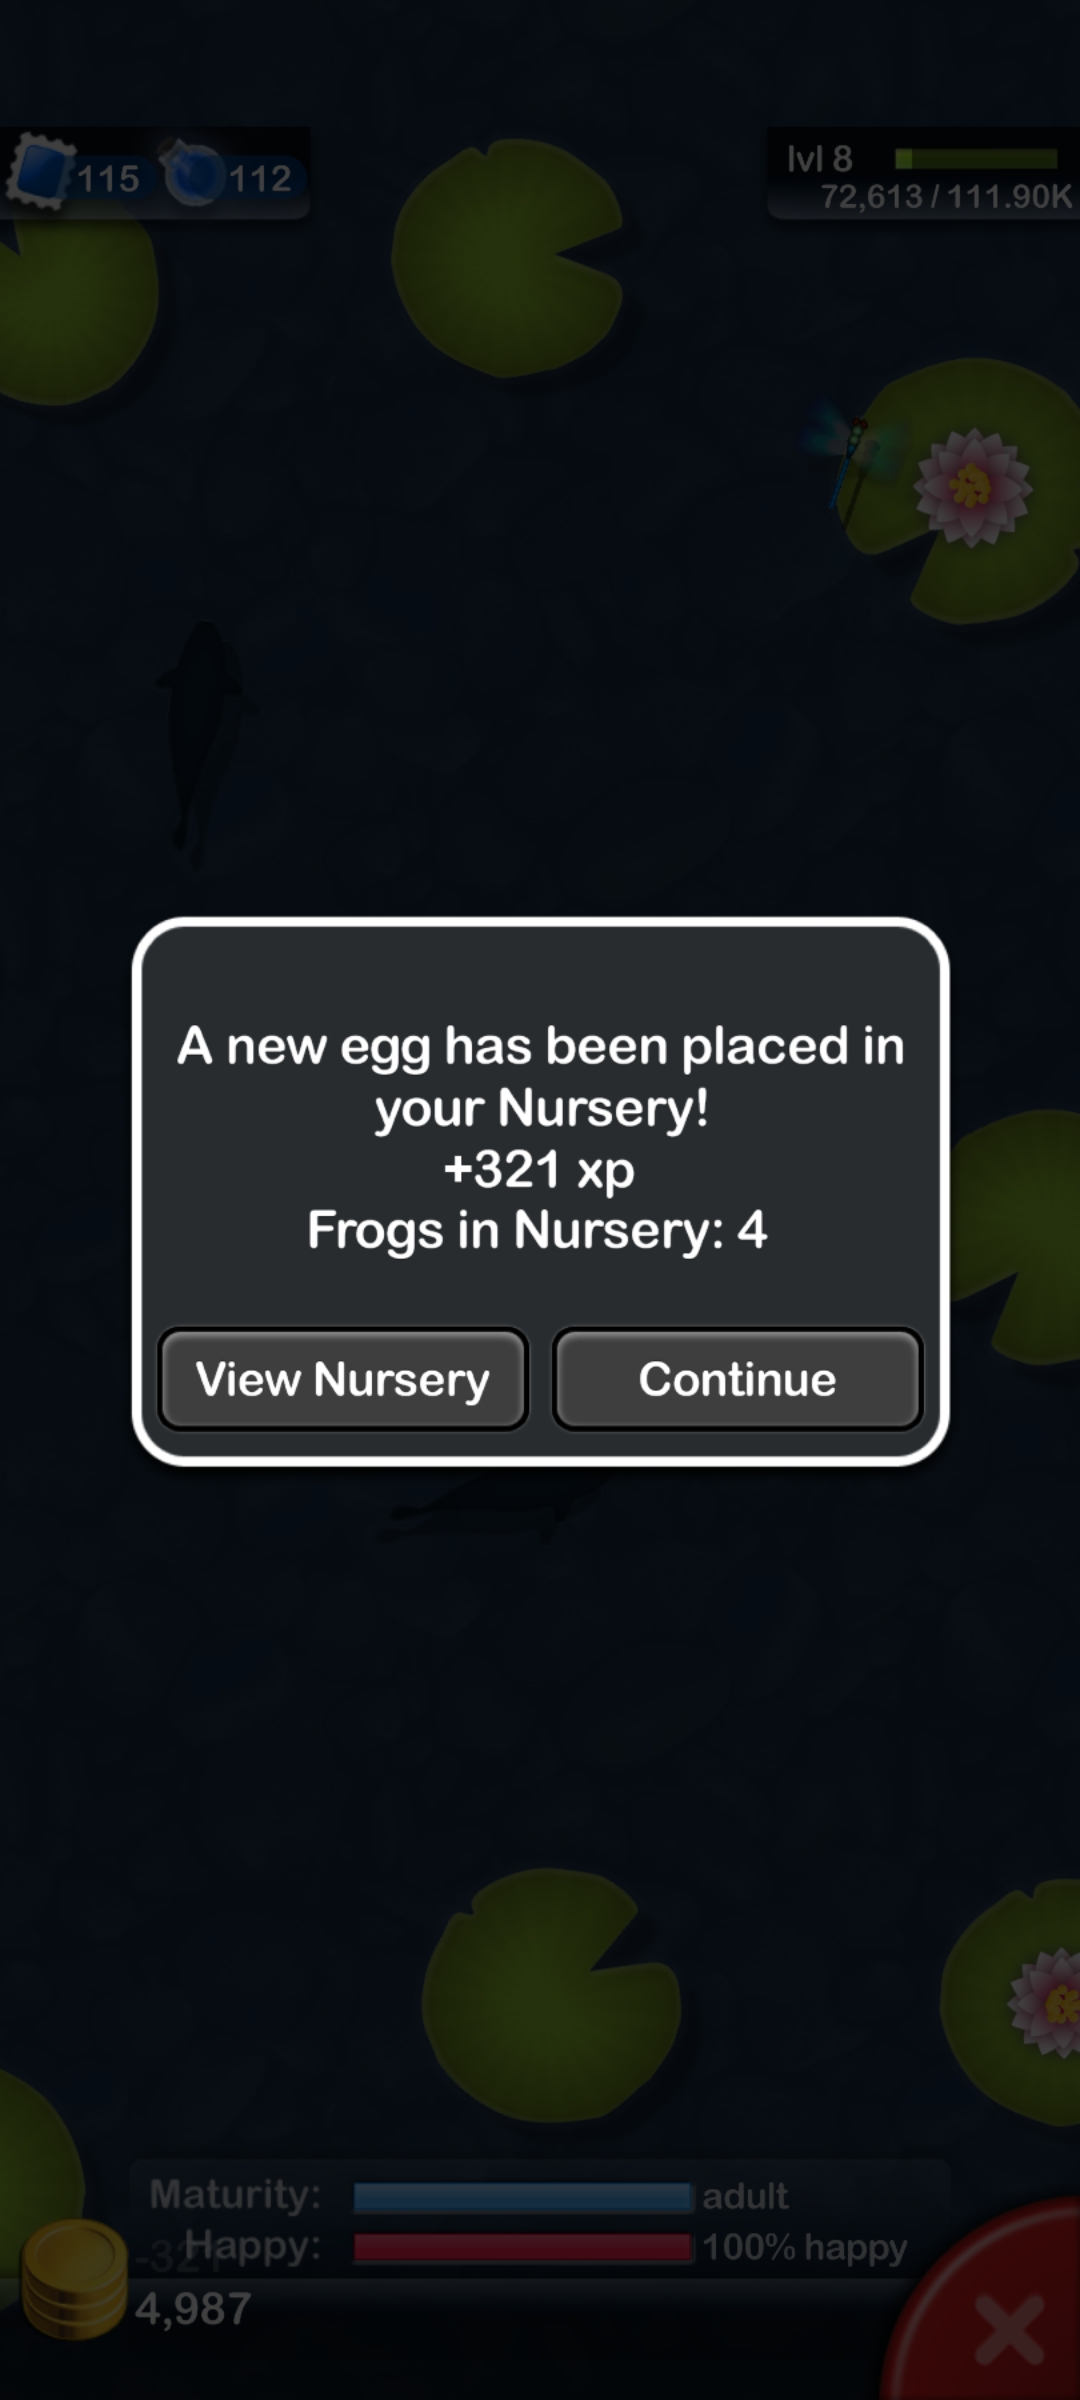 115 112
lvl 8
72,613 / 111.90K
A new egg has been placed in
your Nursery!
+321 xp
Frogs in Nursery: 4
View Nursery Continue
Maturity: adult
Happy: 100% happy
-321
4,987